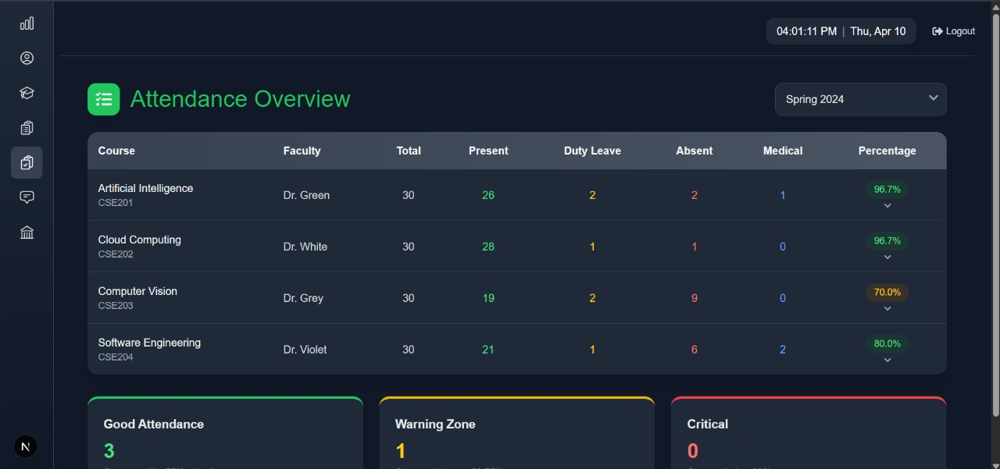 04:01:11 PM | Thu, Apr 10 Logout
Attendance Overview
Spring 2024
Course Faculty Total Present Duty Leave Absent Medical Percentage
Artificial Intelligence
CSE201
Dr. Green 30 26 2 2 1 96.7%
Cloud Computing
CSE202
Dr. White 30 28 1 1 0 96.7%
Computer Vision
CSE203
Dr. Grey 30 19 2 9 0 70.0%
Software Engineering
CSE204
Dr. Violet 30 21 1 6 2 80.0%
Good Attendance
3
Warning Zone
1
Critical
0
N